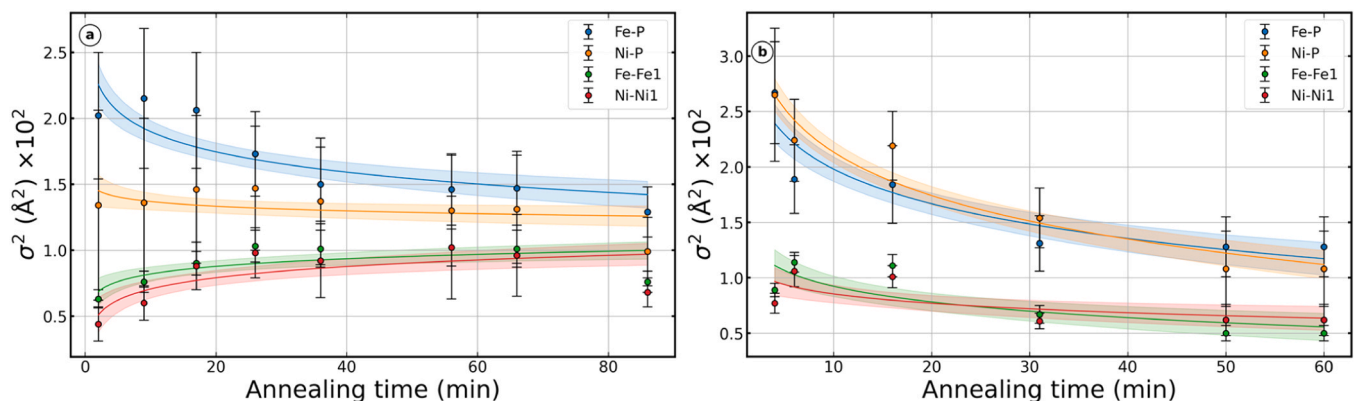 a
Fe-P
Ni-P
Fe-Fe1
Ni-Ni1
2.5
2.0
1.5
1.0
0.5
σ² (Å²) ×10²
0 20 40 60 80
Annealing time (min)
b
Fe-P
Ni-P
Fe-Fe1
Ni-Ni1
3.0
2.5
2.0
1.5
1.0
0.5
σ² (Å²) ×10²
10 20 30 40 50 60
Annealing time (min)